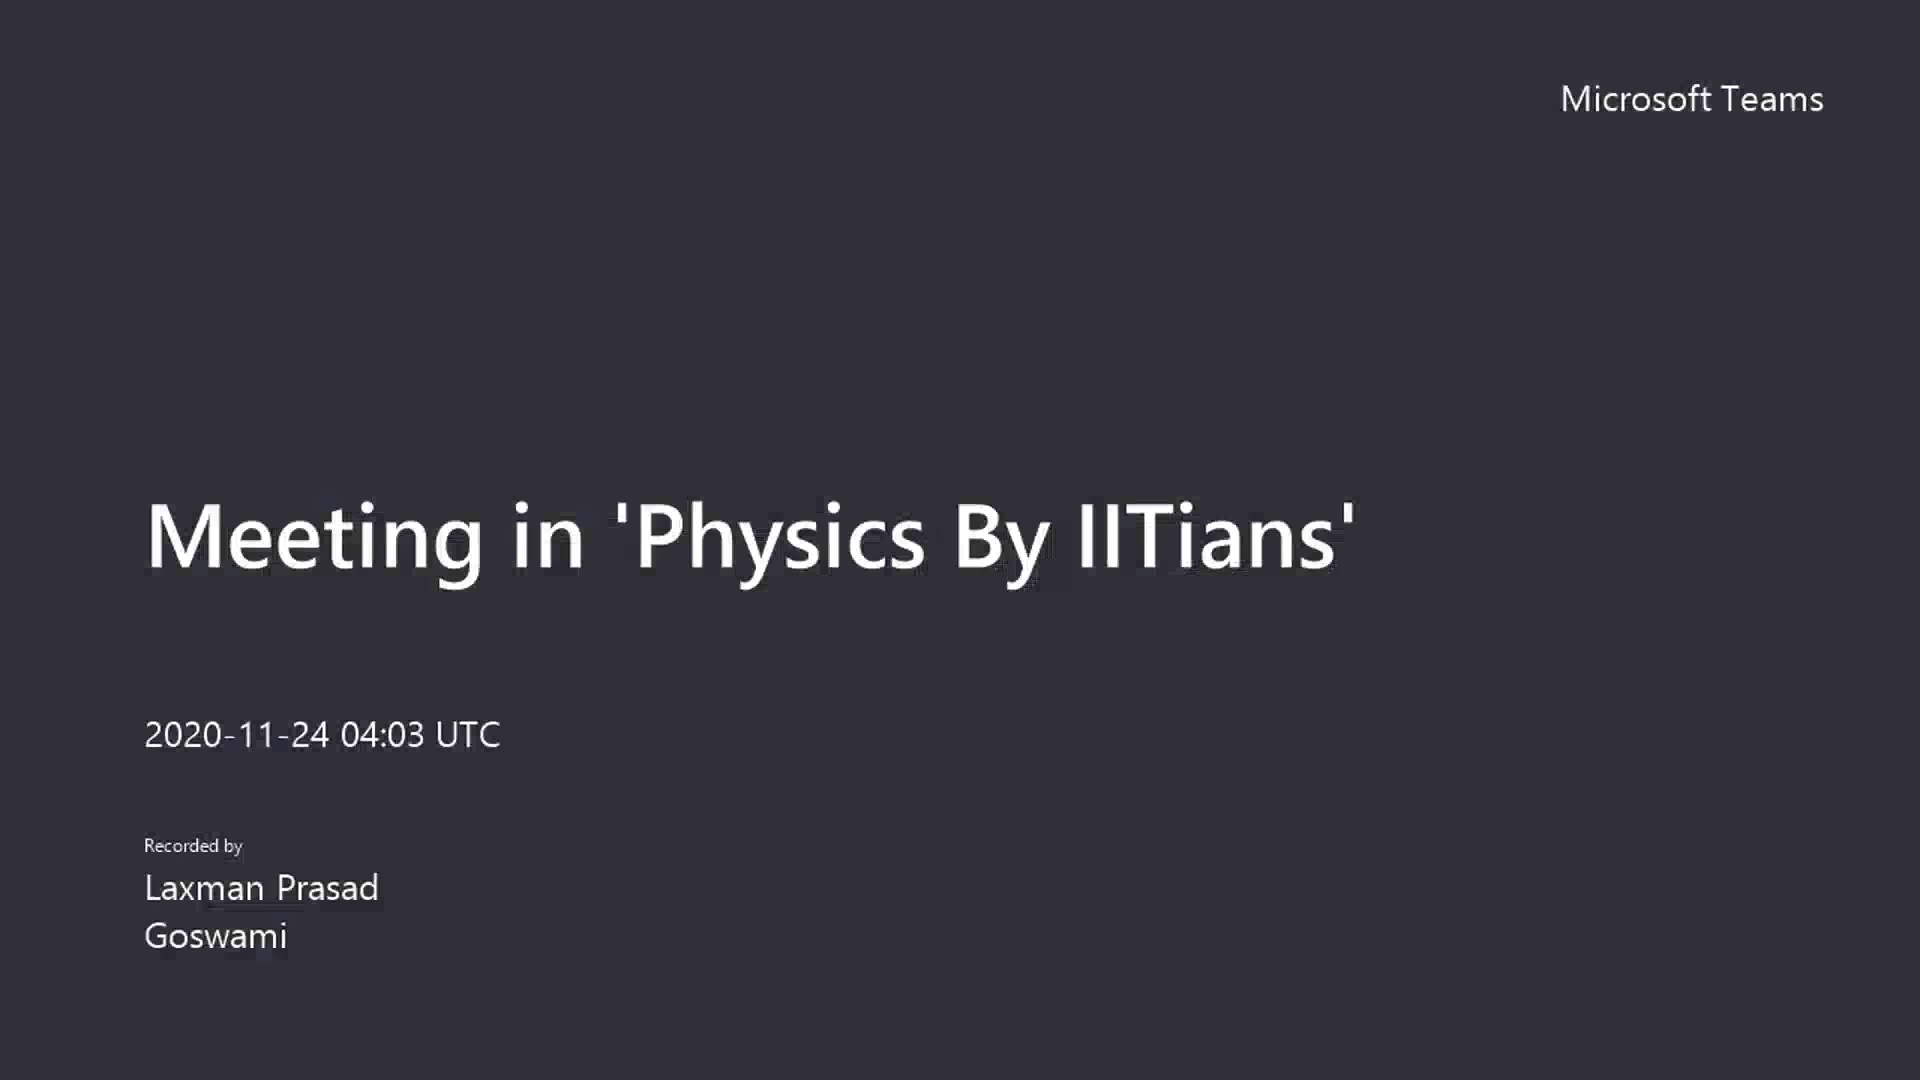 Microsoft Teams
Meeting in 'Physics By IITians'
2020-11-24 04:03 UTC
Recorded by
Laxman Prasad
Goswami